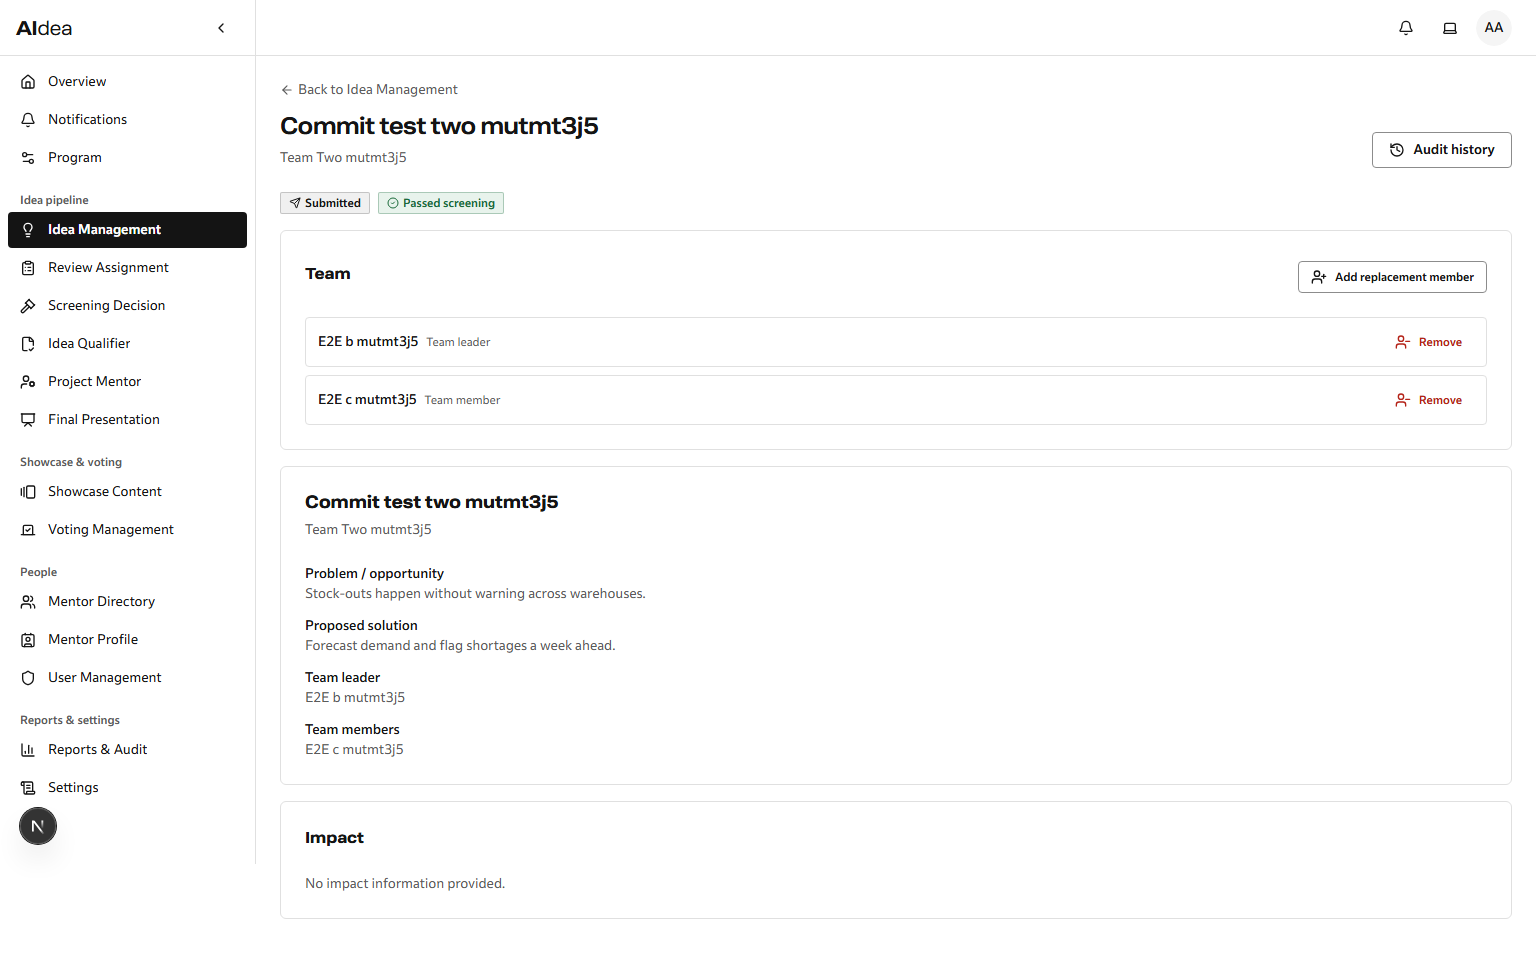 AIdea
AA
Overview
Notifications
Program
Idea pipeline
Idea Management
Review Assignment
Screening Decision
Idea Qualifier
Project Mentor
Final Presentation
Showcase & voting
Showcase Content
Voting Management
People
Mentor Directory
Mentor Profile
User Management
Reports & settings
Reports & Audit
Settings
N
Back to Idea Management
Commit test two mutmt3j5
Team Two mutmt3j5
Audit history
Submitted
Passed screening
Team
Add replacement member
E2E b mutmt3j5 Team leader
Remove
E2E c mutmt3j5 Team member
Remove
Commit test two mutmt3j5
Team Two mutmt3j5
Problem / opportunity
Stock-outs happen without warning across warehouses.
Proposed solution
Forecast demand and flag shortages a week ahead.
Team leader
E2E b mutmt3j5
Team members
E2E c mutmt3j5
Impact
No impact information provided.